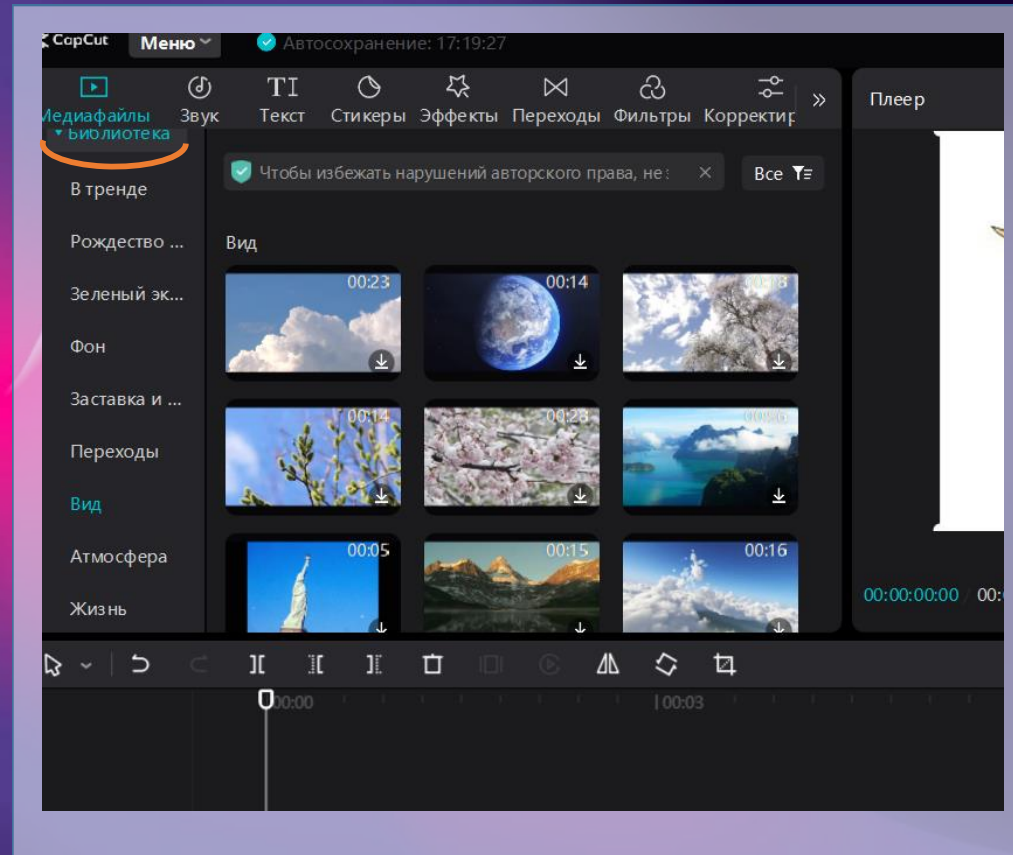 CapCut Меню Автосохранение: 17:19:27
Медиафайлы Звук Текст Стикеры Эффекты Переходы Фильтры Корректир
Плеер
Библиотека
В тренде
Рождество ...
Зеленый эк...
Фон
Заставка и ...
Переходы
Вид
Атмосфера
Жизнь
Чтобы избежать нарушений авторского права, не
Все
Вид
00:23 00:14
00:14 00:23
00:05 00:15 00:16
00:00:00:00 / 00:
00:00 00:03